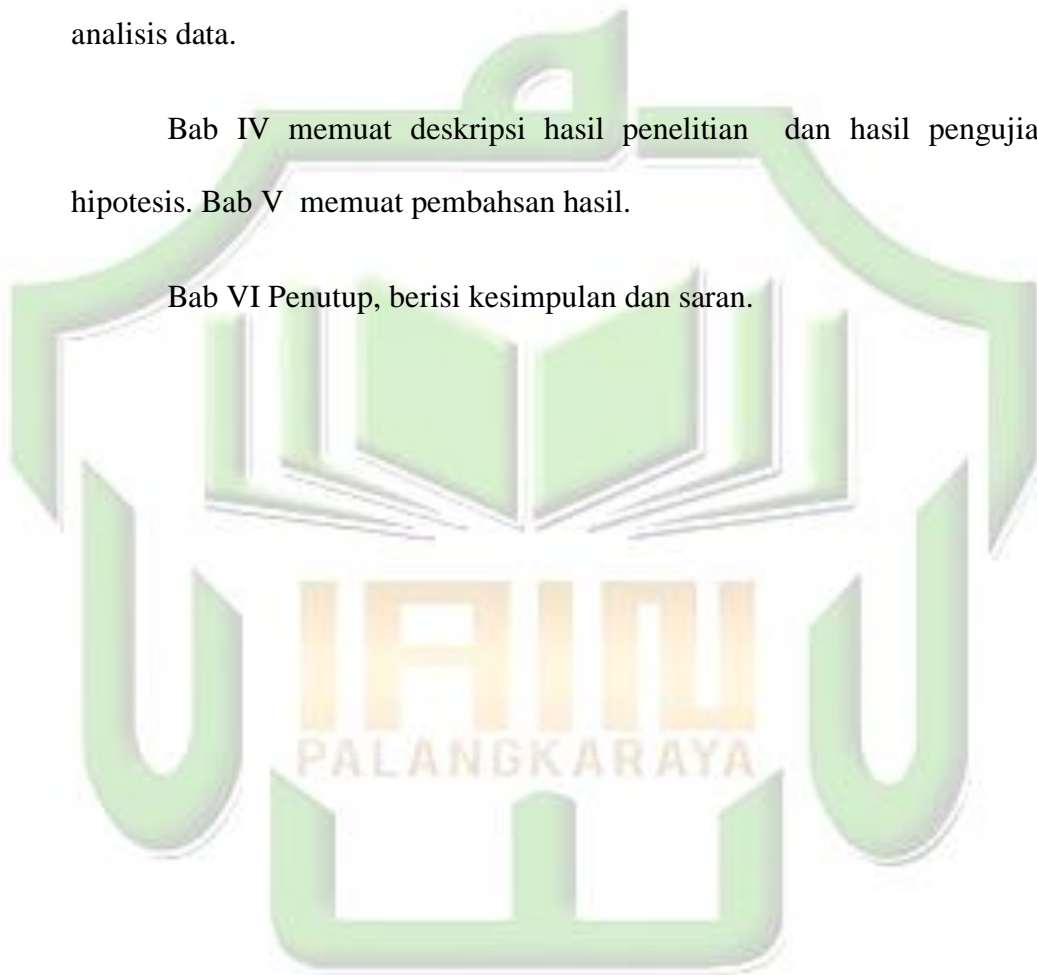 analisis data.
Bab IV memuat deskripsi hasil penelitian dan hasil pengujia
hipotesis. Bab V memuat pembahsan hasil.
Bab VI Penutup, berisi kesimpulan dan saran.
IAIN
PALANGKARAYA